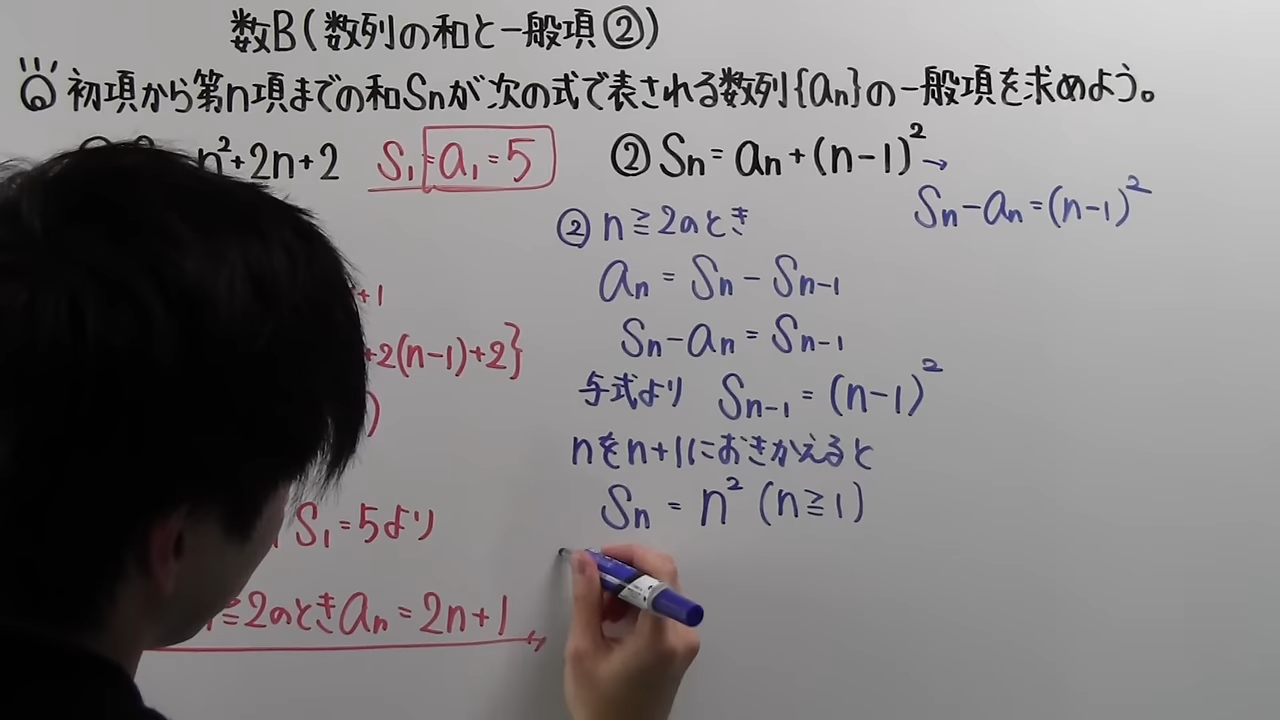 数B(数列の和と一般項②)
初項から第n項までの和Snが次の式で表される数列{an}の一般項を求めよう。
n²+2n+2 S₁=a₁=5
+1
+2(n-1)+2}
)
S₁=5より
≧2のときan=2n+1
②Sn=an+(n-1)²→
Sn-an=(n-1)²
②n≧2のとき
an=Sn-Sn-1
Sn-an=Sn-1
与式より Sn-1=(n-1)²
nをn+1におきかえると
Sn=n²(n≧1)